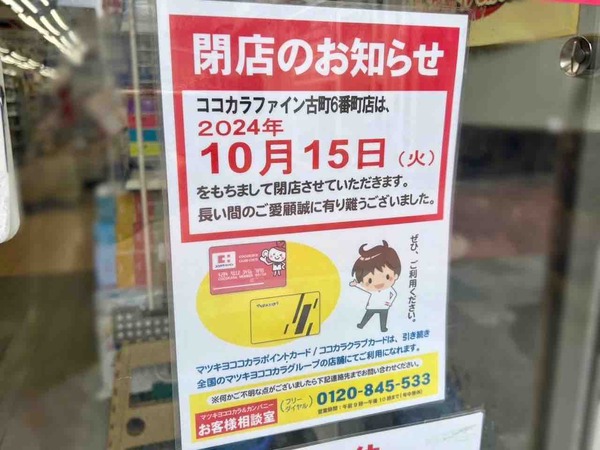 閉店のお知らせ
ココカラファイン古町6番町店は、
2024年
10月15日（火）
をもちまして閉店させていただきます。
長い間のご愛顧誠に有り難うございました。
ぜひ、ご利用ください。
マツキヨココカラポイントカード / ココカラクラブカードは、引き続き
全国のマツキヨココカラグループの店舗にてご利用になれます。
※何かご不明な点がございましたら下記連絡先までお問い合わせください。
マツキヨココカラ&カンパニー
お客様相談室
（フリーダイヤル）
0120-845-533